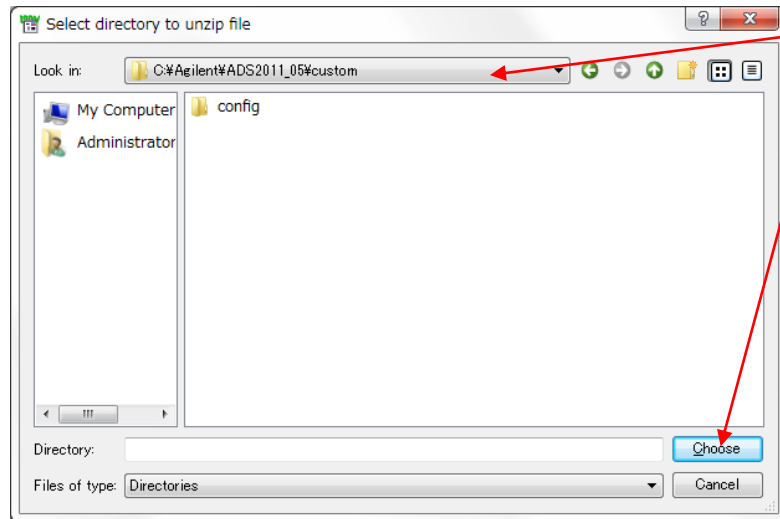 Select directory to unzip file
Look in: C:¥Agilent¥ADS2011_05¥custom
My Computer config
Administrator
Directory: Choose
Files of type: Directories Cancel